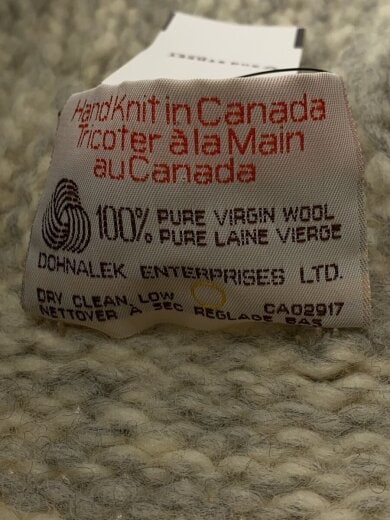 Hand Knit in Canada
Tricoter à la Main
au Canada
100% PURE VIRGIN WOOL
PURE LAINE VIERGE
DOHNALEK ENTERPRISES LTD.
DRY CLEAN, LOW
NETTOYER À SEC RÉGLAGE BAS CA02917